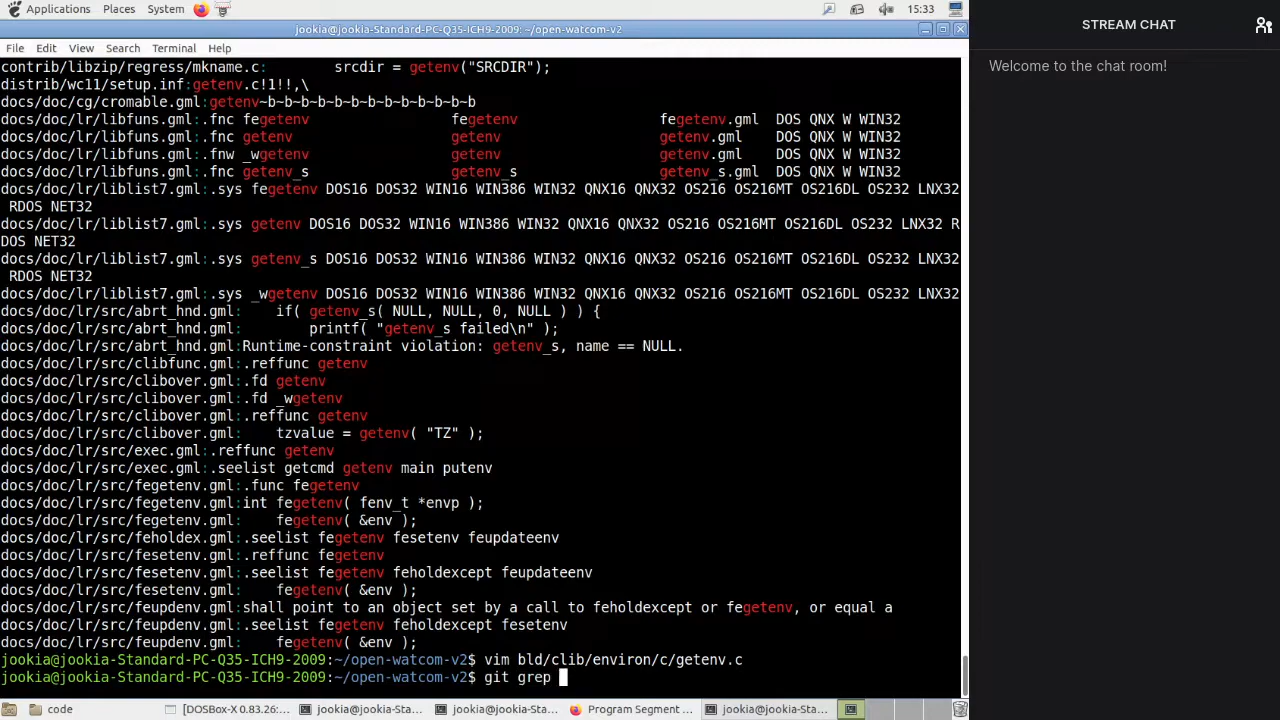 Applications Places System 15:33
jookia@jookia-Standard-PC-Q35-ICH9-2009: ~/open-watcom-v2
File Edit View Search Terminal Help
contrib/libzip/regress/mkname.c:        srcdir = getenv("SRCDIR");
distrib/wc11/setup.inf:getenv.c!1!!,\
docs/doc/cg/cromable.gml:getenv~b~b~b~b~b~b~b~b~b~b~b~b~b
docs/doc/lr/libfuns.gml:.fnc fegetenv                 fegetenv                 fegetenv.gml  DOS QNX W WIN32
docs/doc/lr/libfuns.gml:.fnc getenv                   getenv                   getenv.gml    DOS QNX W WIN32
docs/doc/lr/libfuns.gml:.fnw _wgetenv                 getenv                   getenv.gml    DOS QNX W WIN32
docs/doc/lr/libfuns.gml:.fnc getenv_s                 getenv_s                 getenv_s.gml  DOS QNX W WIN32
docs/doc/lr/liblist7.gml:.sys fegetenv DOS16 DOS32 WIN16 WIN386 WIN32 QNX16 QNX32 OS216 OS216MT OS216DL OS232 LNX32
 RDOS NET32
docs/doc/lr/liblist7.gml:.sys getenv DOS16 DOS32 WIN16 WIN386 WIN32 QNX16 QNX32 OS216 OS216MT OS216DL OS232 LNX32 R
DOS NET32
docs/doc/lr/liblist7.gml:.sys getenv_s DOS16 DOS32 WIN16 WIN386 WIN32 QNX16 QNX32 OS216 OS216MT OS216DL OS232 LNX32
 RDOS NET32
docs/doc/lr/liblist7.gml:.sys _wgetenv DOS16 DOS32 WIN16 WIN386 WIN32 QNX16 QNX32 OS216 OS216MT OS216DL OS232 LNX32
docs/doc/lr/src/abrt_hnd.gml:    if( getenv_s( NULL, NULL, 0, NULL ) ) {
docs/doc/lr/src/abrt_hnd.gml:        printf( "getenv_s failed\n" );
docs/doc/lr/src/abrt_hnd.gml:Runtime-constraint violation: getenv_s, name == NULL.
docs/doc/lr/src/clibfunc.gml:.reffunc getenv
docs/doc/lr/src/clibover.gml:.fd getenv
docs/doc/lr/src/clibover.gml:.fd _wgetenv
docs/doc/lr/src/clibover.gml:.reffunc getenv
docs/doc/lr/src/clibover.gml:    tzvalue = getenv( "TZ" );
docs/doc/lr/src/exec.gml:.reffunc getenv
docs/doc/lr/src/exec.gml:.seelist getcmd getenv main putenv
docs/doc/lr/src/fegetenv.gml:.func fegetenv
docs/doc/lr/src/fegetenv.gml:int fegetenv( fenv_t *envp );
docs/doc/lr/src/fegetenv.gml:    fegetenv( &env );
docs/doc/lr/src/feholdex.gml:.seelist fegetenv fesetenv feupdateenv
docs/doc/lr/src/fesetenv.gml:.reffunc fegetenv
docs/doc/lr/src/fesetenv.gml:.seelist fegetenv feholdexcept feupdateenv
docs/doc/lr/src/fesetenv.gml:    fegetenv( &env );
docs/doc/lr/src/feupdenv.gml:shall point to an object set by a call to feholdexcept or fegetenv, or equal a
docs/doc/lr/src/feupdenv.gml:.seelist fegetenv feholdexcept fesetenv
docs/doc/lr/src/feupdenv.gml:    fegetenv( &env );
jookia@jookia-Standard-PC-Q35-ICH9-2009:~/open-watcom-v2$ vim bld/clib/environ/c/getenv.c
jookia@jookia-Standard-PC-Q35-ICH9-2009:~/open-watcom-v2$ git grep
code [DOSBox-X 0.83.26:... jookia@jookia-Sta... jookia@jookia-Sta... Program Segment ... jookia@jookia-Sta...
STREAM CHAT
Welcome to the chat room!